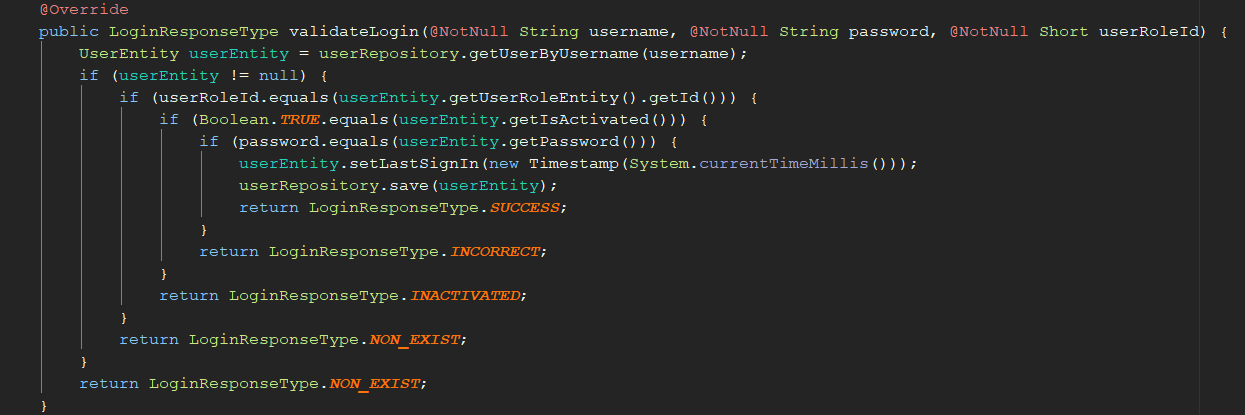 @Override
public LoginResponseType validateLogin(@NotNull String username, @NotNull String password, @NotNull Short userRoleId) {
    UserEntity userEntity = userRepository.getUserByUsername(username);
    if (userEntity != null) {
        if (userRoleId.equals(userEntity.getUserRoleEntity().getId())) {
            if (Boolean.TRUE.equals(userEntity.getIsActivated())) {
                if (password.equals(userEntity.getPassword())) {
                    userEntity.setLastSignIn(new Timestamp(System.currentTimeMillis()));
                    userRepository.save(userEntity);
                    return LoginResponseType.SUCCESS;
                }
                return LoginResponseType.INCORRECT;
            }
            return LoginResponseType.INACTIVATED;
        }
        return LoginResponseType.NON_EXIST;
    }
    return LoginResponseType.NON_EXIST;
}